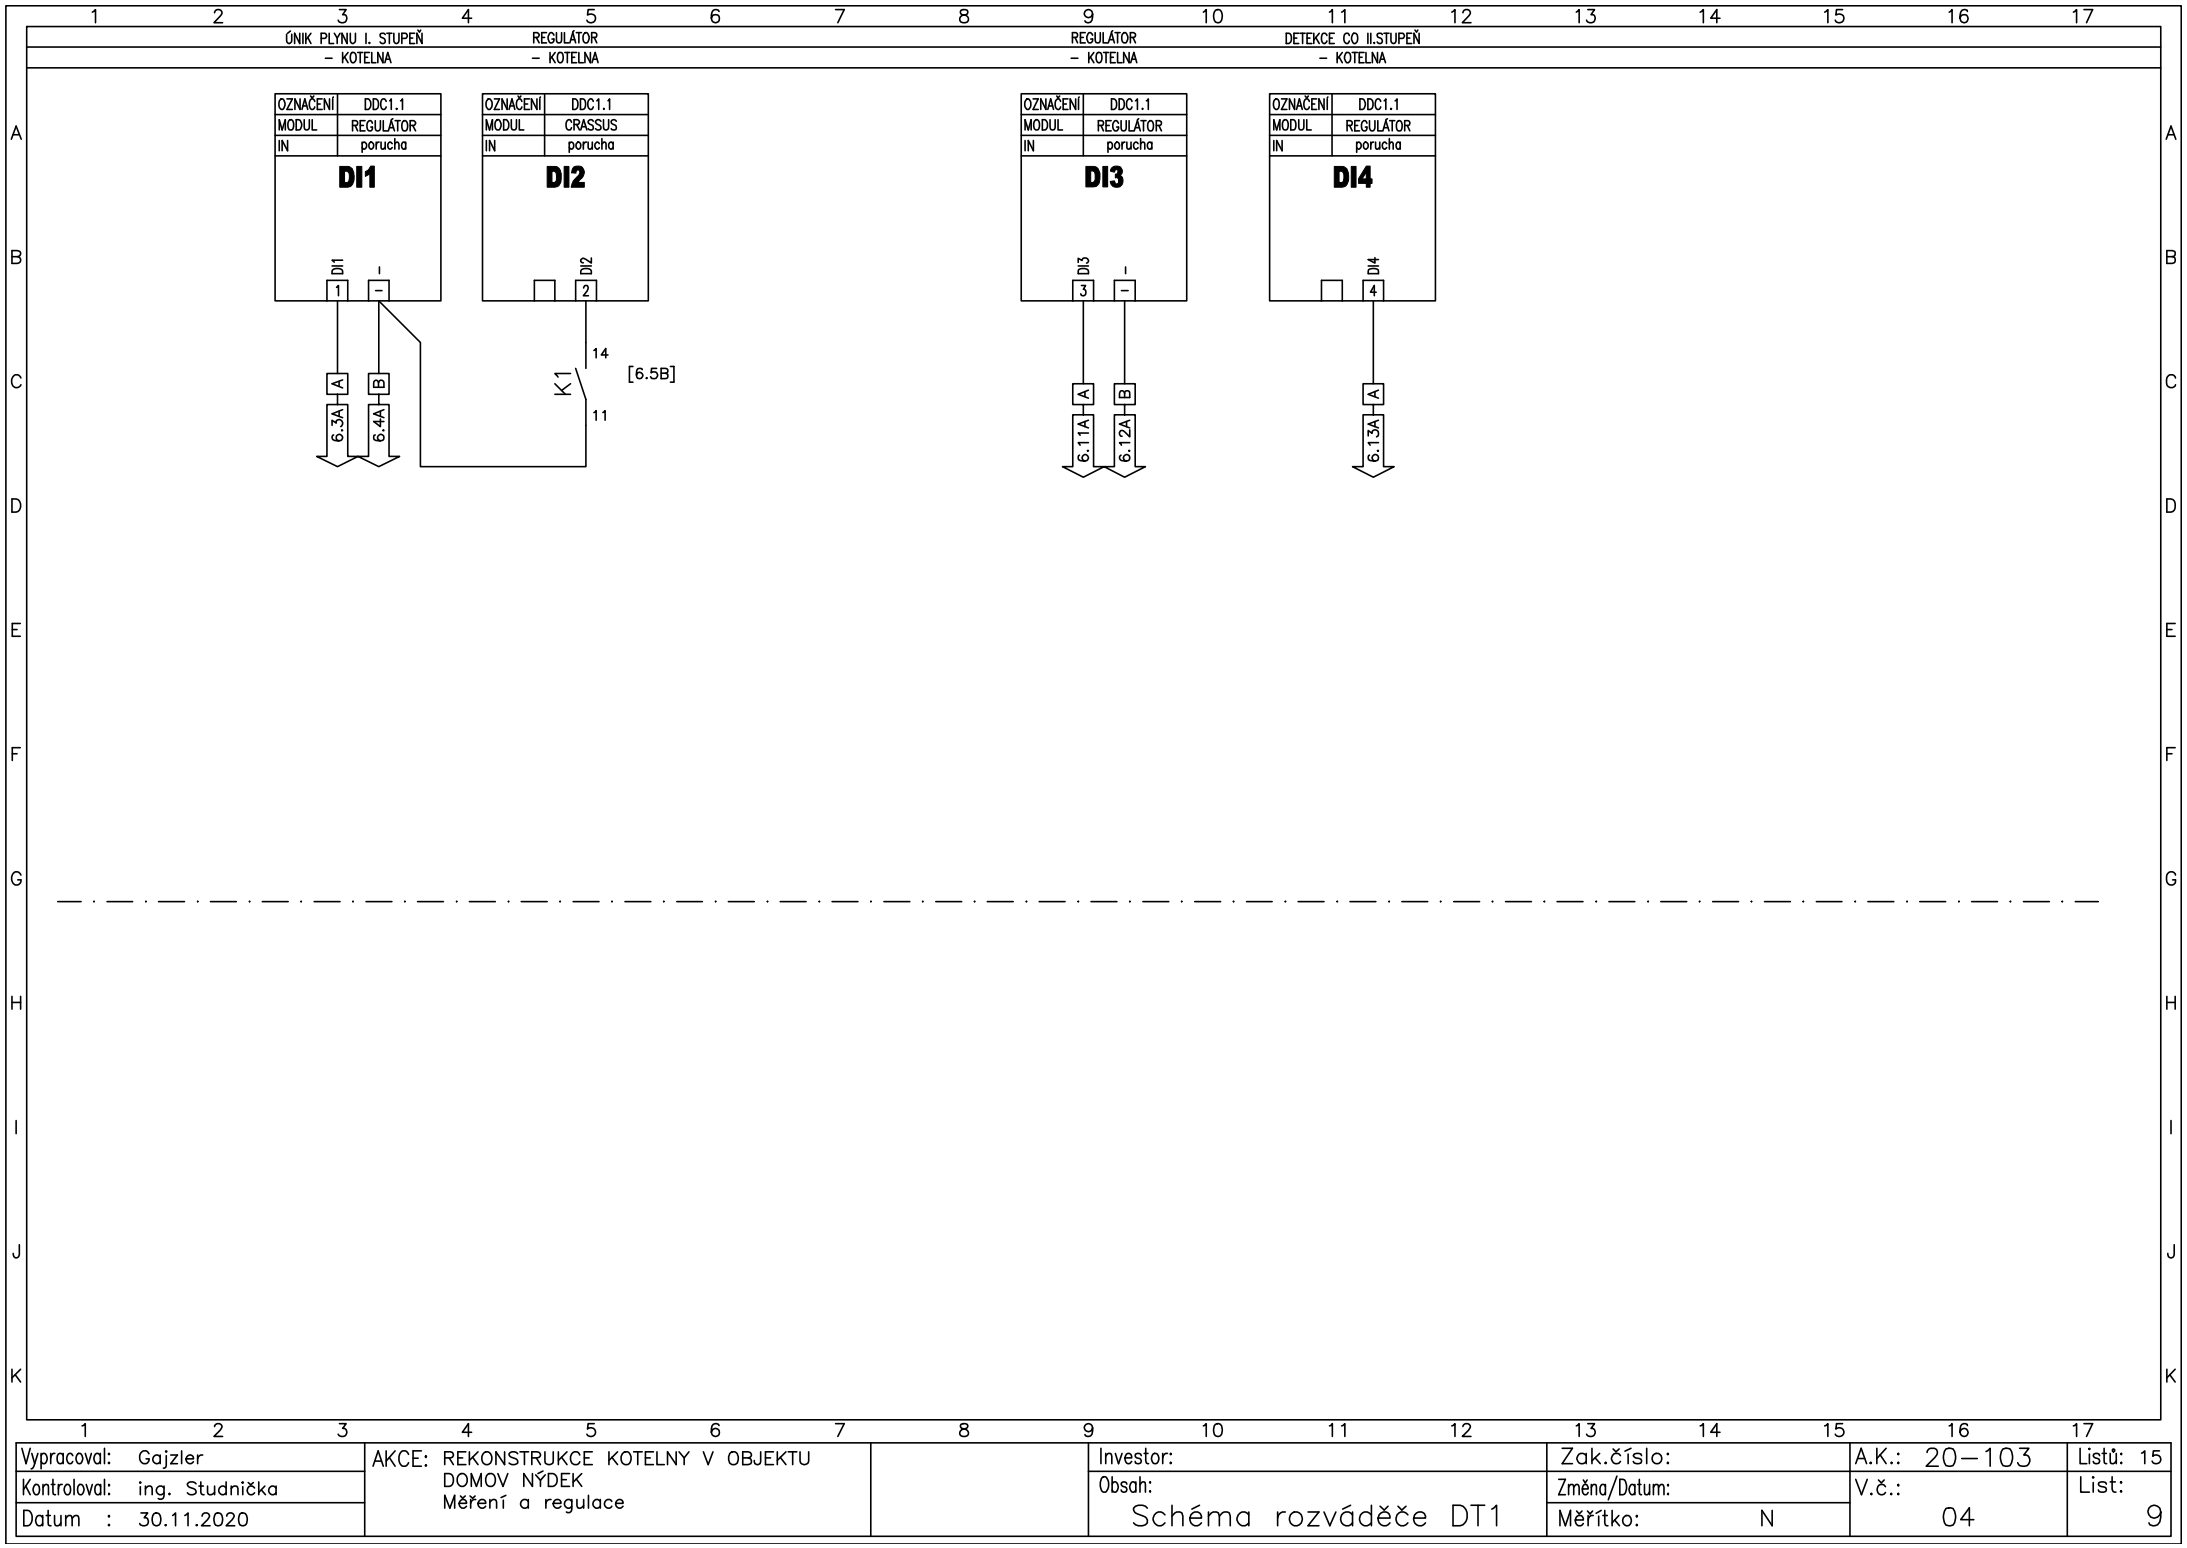 1 2 3 4 5 6 7 8 9 10 11 12 13 14 15 16 17
ÚNIK PLYNU I. STUPEŇ REGULÁTOR REGULÁTOR DETEKCE CO II.STUPEŇ
– KOTELNA – KOTELNA – KOTELNA – KOTELNA
OZNAČENÍ DDC1.1 OZNAČENÍ DDC1.1 OZNAČENÍ DDC1.1 OZNAČENÍ DDC1.1
A MODUL REGULÁTOR MODUL CRASSUS MODUL REGULÁTOR MODUL REGULÁTOR A
IN porucha IN porucha IN porucha IN porucha
DI1 DI2 DI3 DI4
B DI1 – DI2 DI3 – DI4 B
1 – 2 3 – 4
14
C A B K1 [6.5B] A B A C
11
6.3A 6.4A 6.11A 6.12A 6.13A
D D
E E
F F
G G
H H
I I
J J
K K
1 2 3 4 5 6 7 8 9 10 11 12 13 14 15 16 17
Vypracoval: Gajzler
Kontroloval: ing. Studnička
Datum : 30.11.2020
AKCE: REKONSTRUKCE KOTELNY V OBJEKTU
DOMOV NÝDEK
Měření a regulace
Investor:
Obsah:
Schéma rozváděče DT1
Zak.číslo:
Změna/Datum:
Měřítko: N
A.K.: 20–103
V.č.:
04
Listů: 15
List:
9